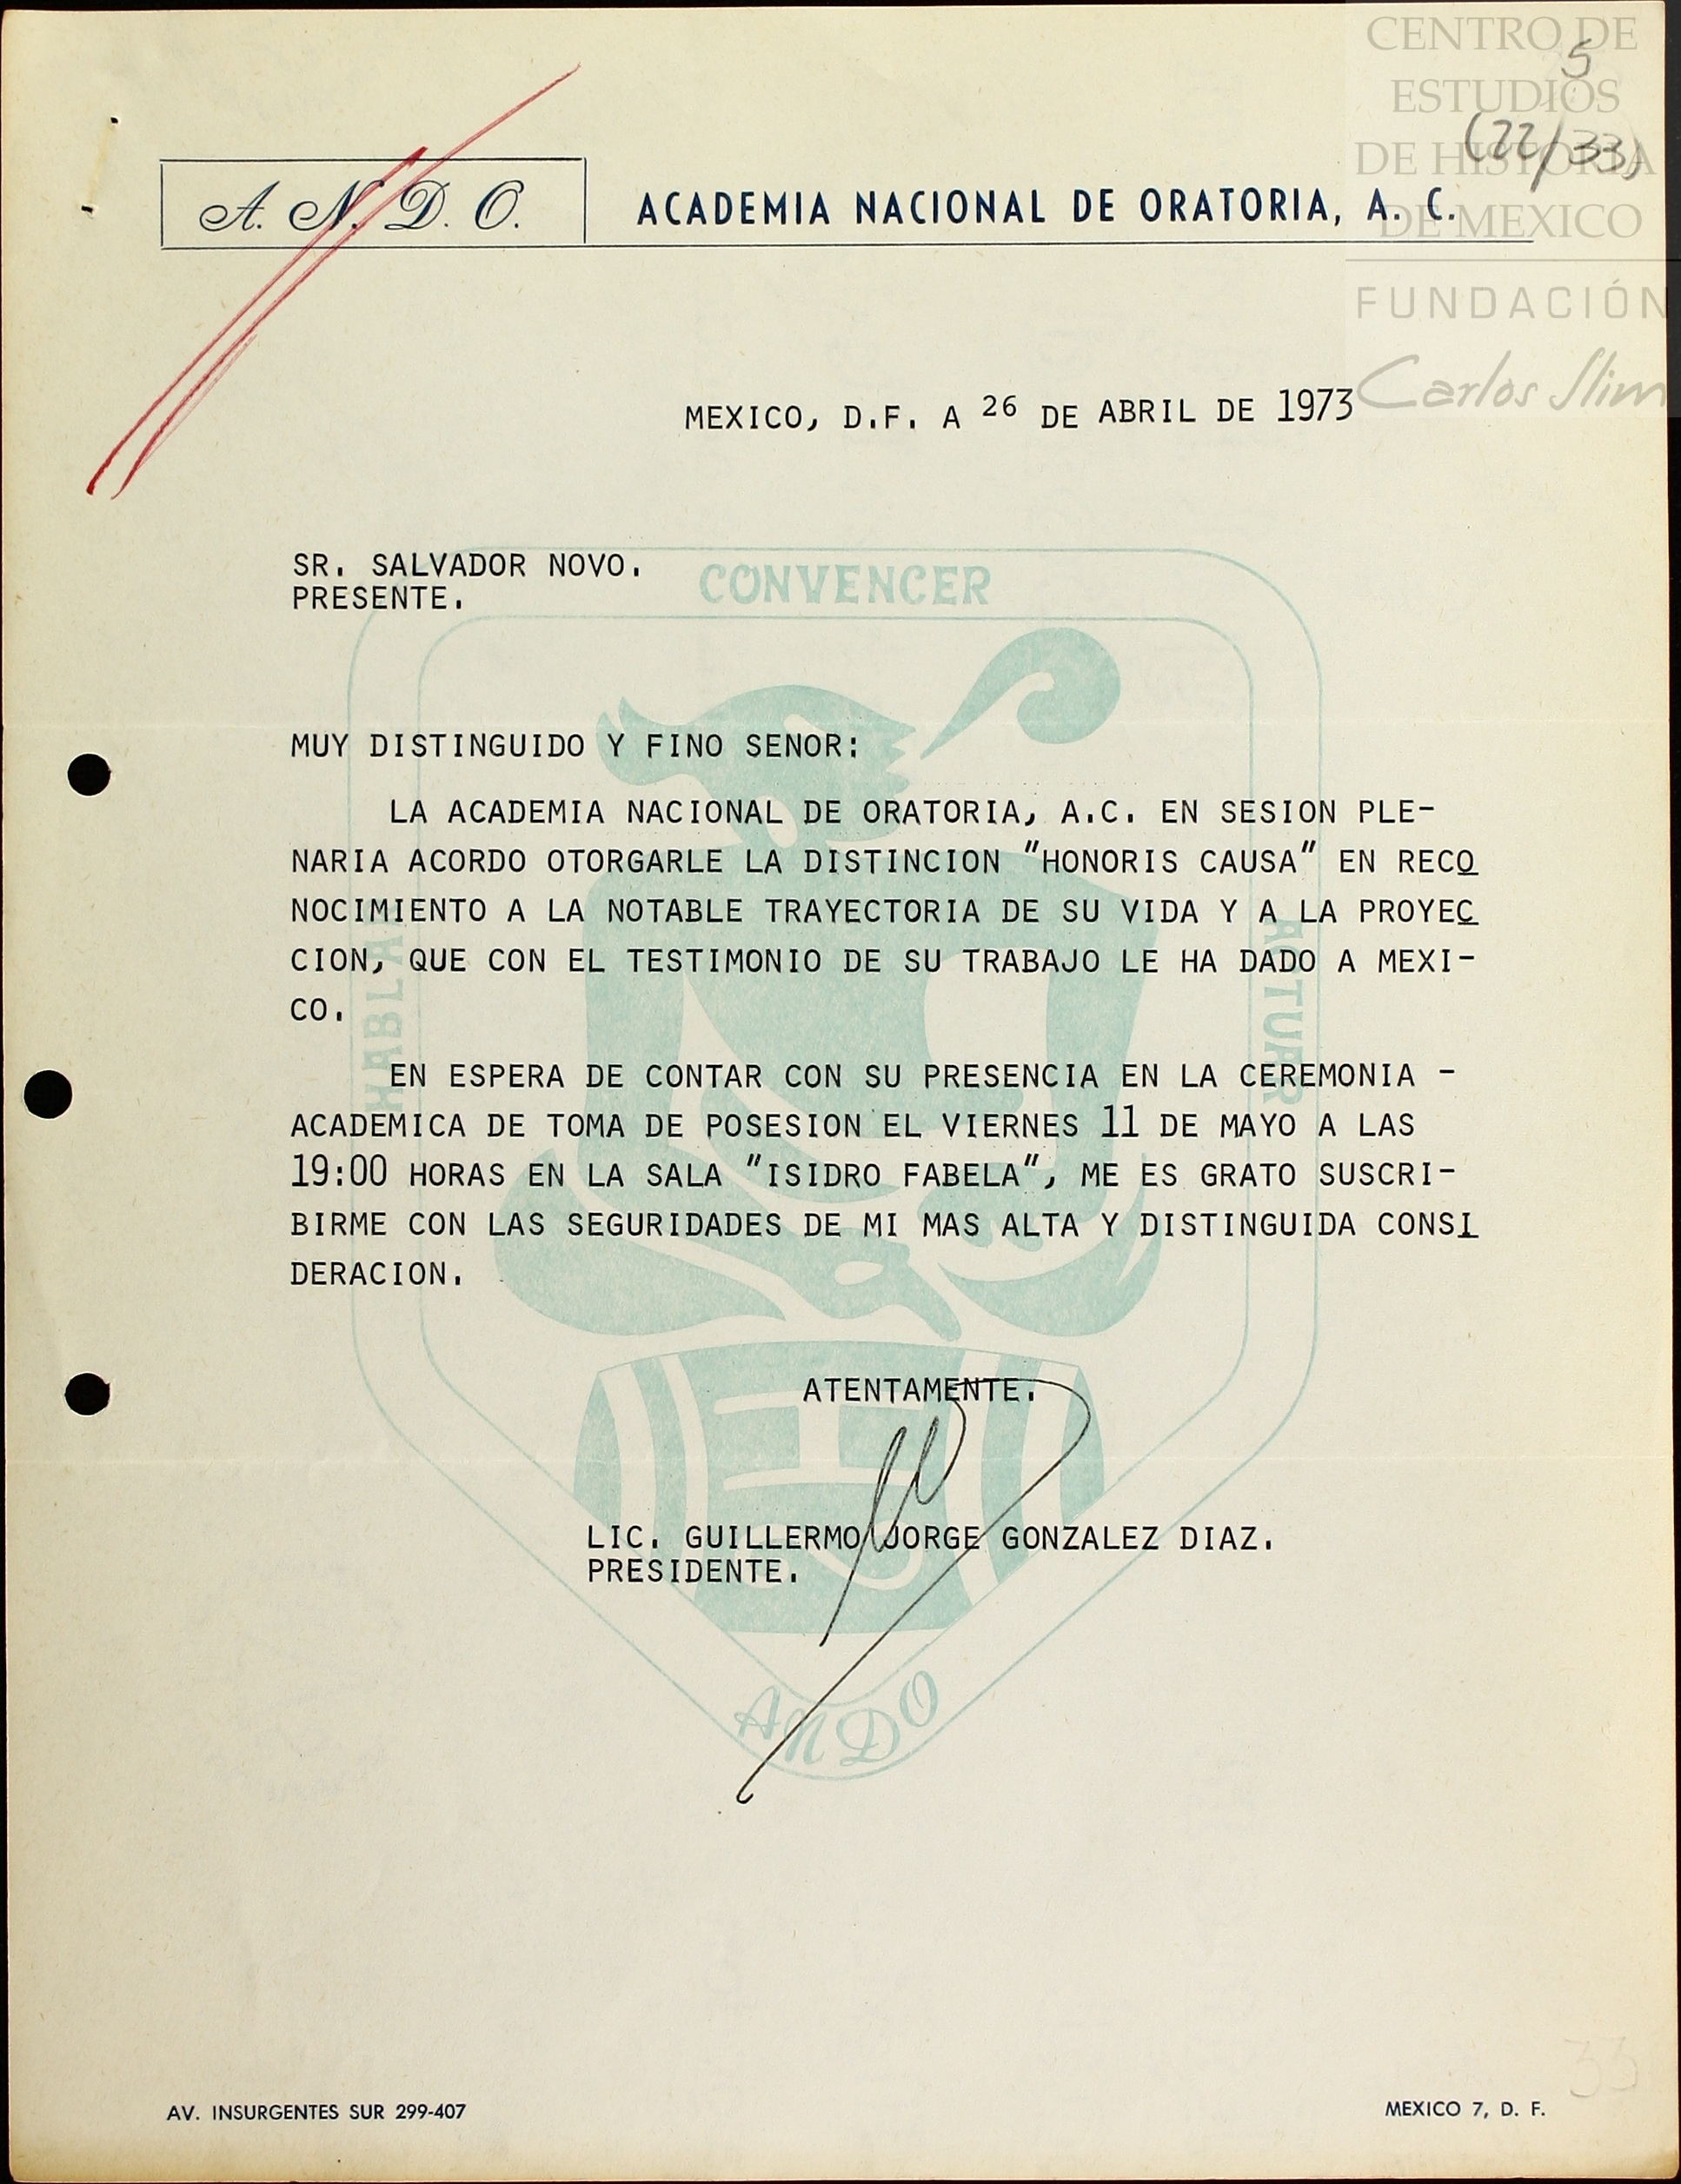 CENTRO DE
ESTUDIOS
DE HISTORIA
DE MEXICO
FUNDACIÓN
Carlos Slim
5
(22/33)
A. N. D. O.
ACADEMIA NACIONAL DE ORATORIA, A. C.
MEXICO, D.F. A 26 DE ABRIL DE 1973
SR. SALVADOR NOVO.
PRESENTE.
CONVENCER
MUY DISTINGUIDO Y FINO SENOR:
LA ACADEMIA NACIONAL DE ORATORIA, A.C. EN SESION PLE-
NARIA ACORDO OTORGARLE LA DISTINCION "HONORIS CAUSA" EN RECO
NOCIMIENTO A LA NOTABLE TRAYECTORIA DE SU VIDA Y A LA PROYEC
CION, QUE CON EL TESTIMONIO DE SU TRABAJO LE HA DADO A MEXI-
CO.
HABLAR
ACTUAR
EN ESPERA DE CONTAR CON SU PRESENCIA EN LA CEREMONIA -
ACADEMICA DE TOMA DE POSESION EL VIERNES 11 DE MAYO A LAS
19:00 HORAS EN LA SALA "ISIDRO FABELA", ME ES GRATO SUSCRI-
BIRME CON LAS SEGURIDADES DE MI MAS ALTA Y DISTINGUIDA CONSI
DERACION.
ATENTAMENTE.
LIC. GUILLERMO JORGE GONZALEZ DIAZ.
PRESIDENTE.
ANDO
33
AV. INSURGENTES SUR 299-407
MEXICO 7, D. F.